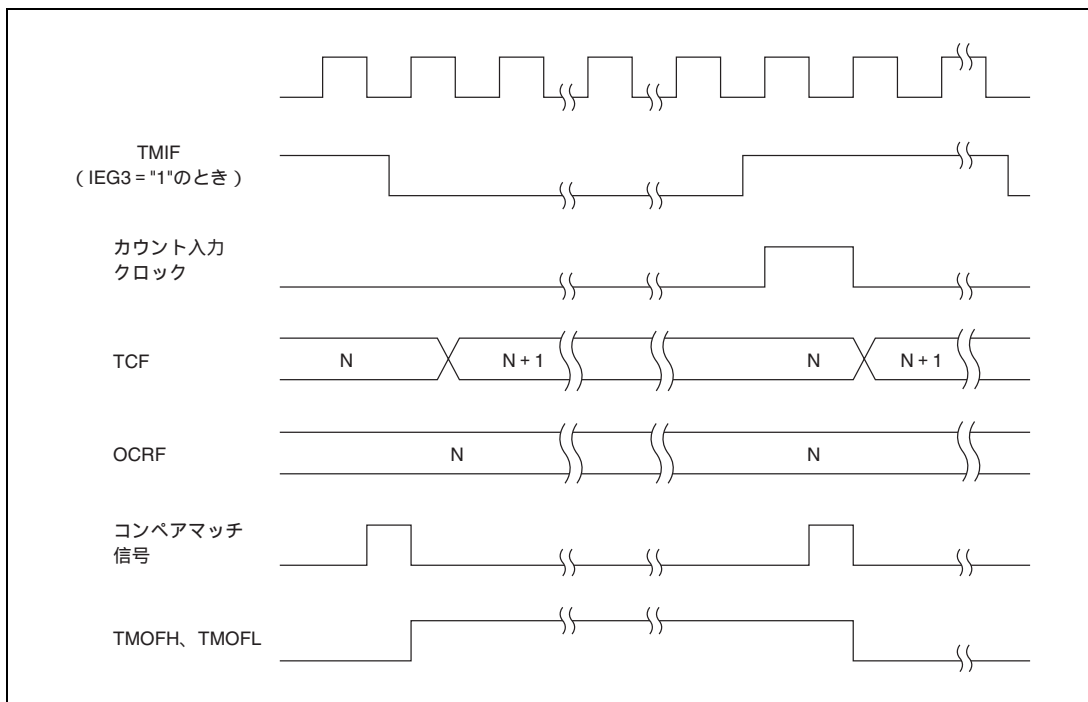 TMIF
( IEG3 = "1"のとき )
カウント入力
クロック
TCF
N
N + 1
N
N + 1
OCRF
N
N
コンペアマッチ
信号
TMOFH、TMOFL